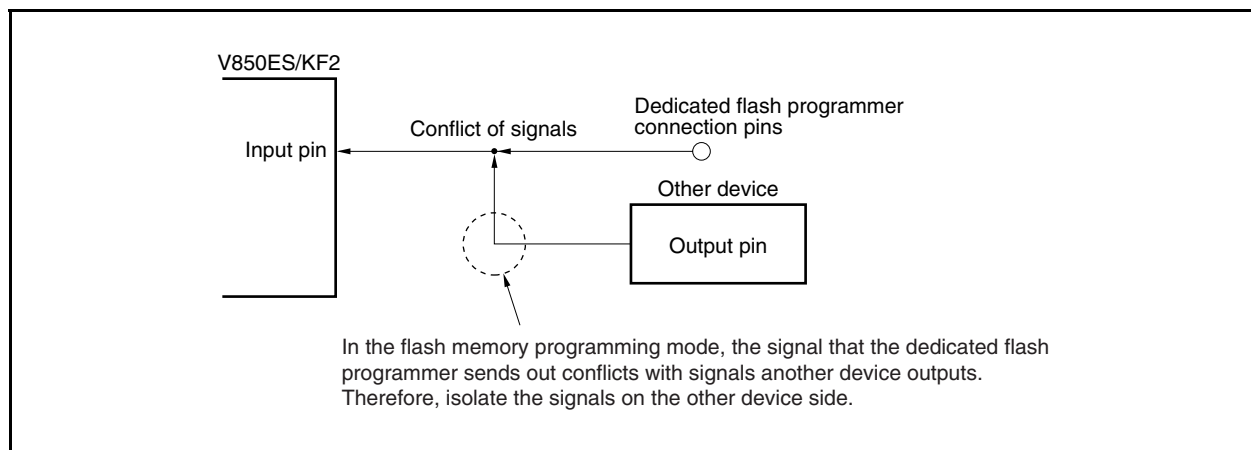 V850ES/KF2
Dedicated flash programmer
connection pins
Conflict of signals
Input pin
Other device
Output pin
In the flash memory programming mode, the signal that the dedicated flash
programmer sends out conflicts with signals another device outputs.
Therefore, isolate the signals on the other device side.